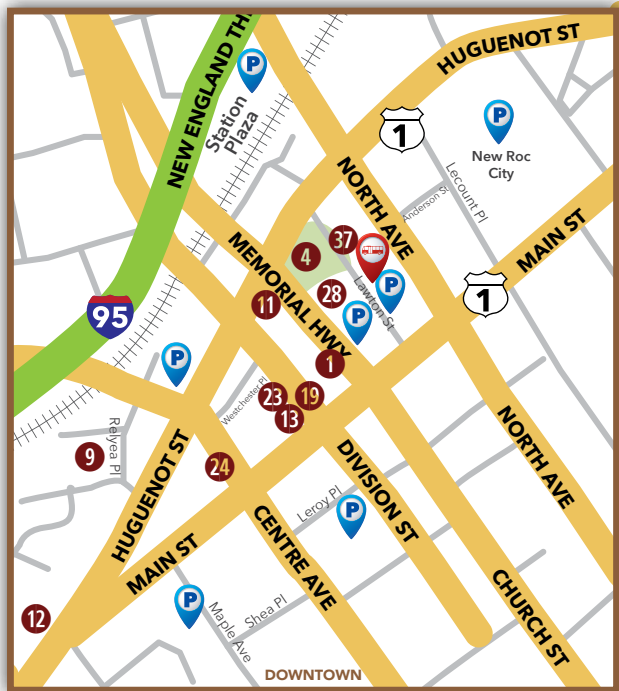 HUGUENOT ST
NEW ENGLAND TH
P
Station
Plaza
P
1
New Roc
City
NORTH AVE
Lecount Pl
Anderson St
MAIN ST
37
4
MEMORIAL HWY
28
P
1
11
95
Lawton St
P
1
P
Westchester Pl
23
19
13
Relyea Pl
9
24
HUGUENOT ST
DIVISION ST
NORTH AVE
Leroy Pl
P
MAIN ST
CENTRE AVE
CHURCH ST
P
Shea Pl
Maple Ave
12
DOWNTOWN